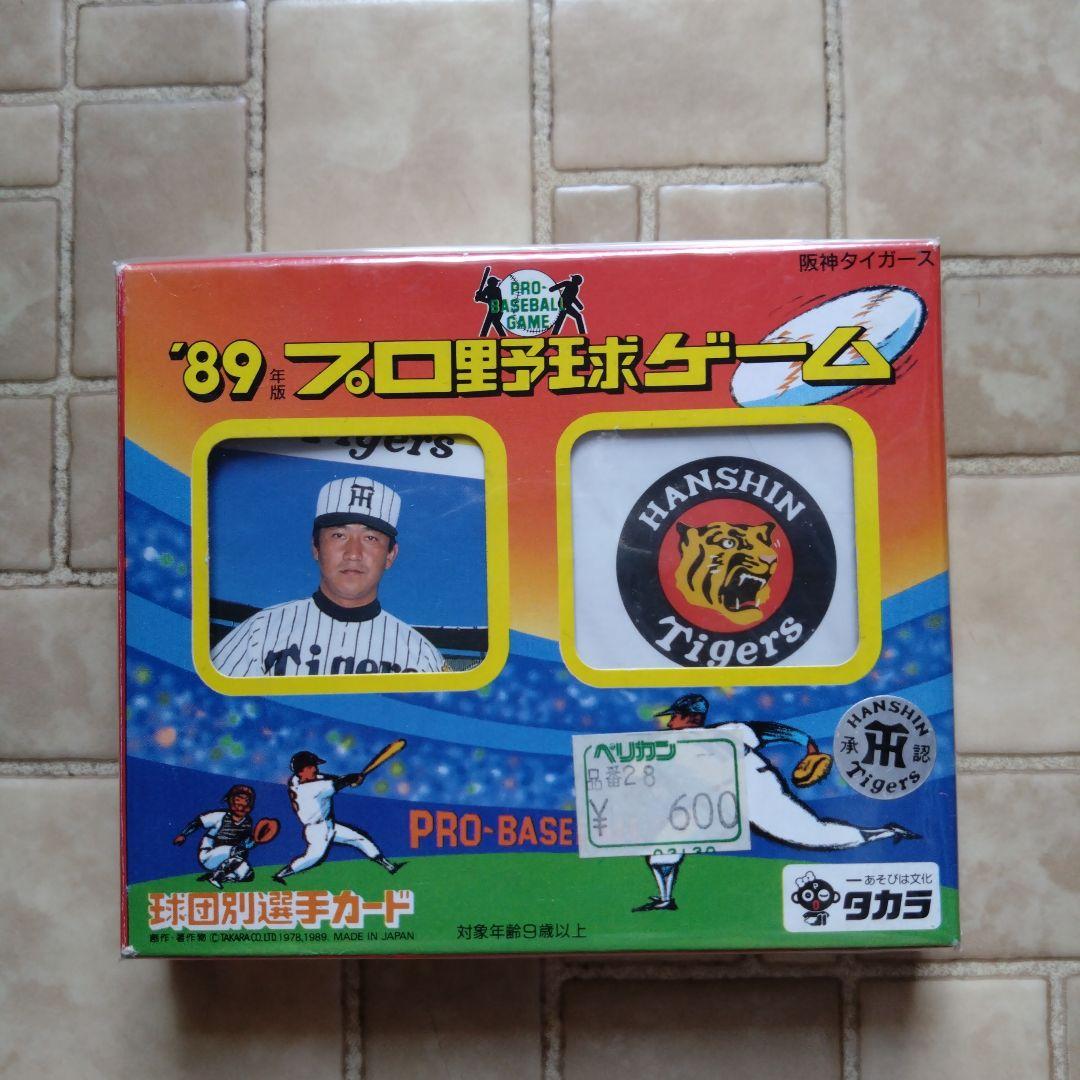 阪神タイガース
PRO-
BASEBALL
GAME
'89年版 プロ野球ゲーム
Tigers
TH
Tigers
HANSHIN
Tigers
HANSHIN
承 TH 認
Tigers
ペリカン
品番28
¥ 600
PRO-BASE
一あそびは文化
タカラ
球団別選手カード
原作・著作物 ©TAKARA CO.,LTD. 1978,1989. MADE IN JAPAN
対象年齢9歳以上